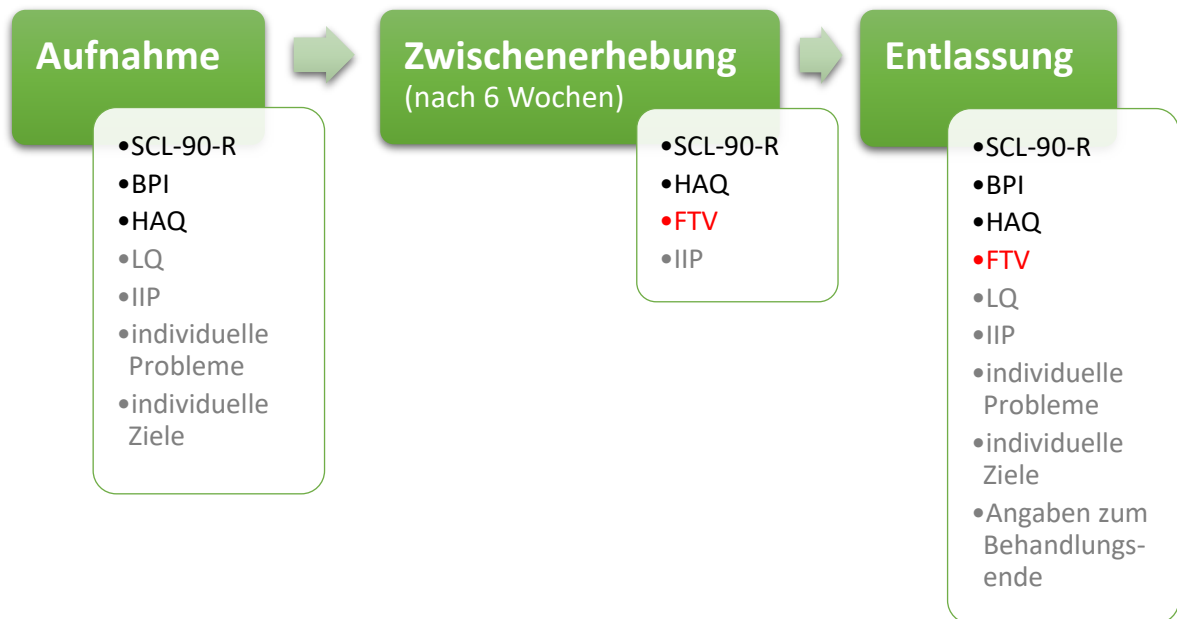 Aufnahme
•SCL-90-R
•BPI
•HAQ
•LQ
•IIP
•individuelle
Probleme
•individuelle
Ziele
Zwischenerhebung
(nach 6 Wochen)
•SCL-90-R
•HAQ
•FTV
•IIP
Entlassung
•SCL-90-R
•BPI
•HAQ
•FTV
•LQ
•IIP
•individuelle
Probleme
•individuelle
Ziele
•Angaben zum
Behandlungs-
ende